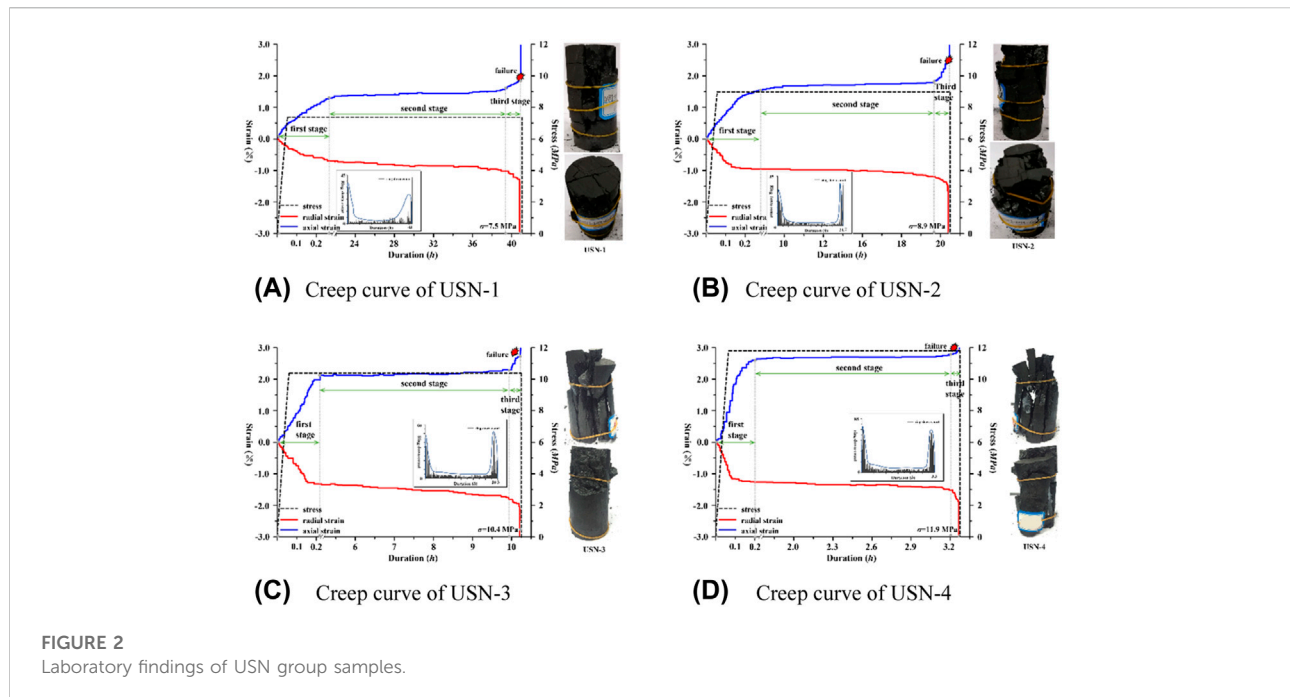 3.0
2.0
1.0
0.0
-1.0
-2.0
-3.0
Strain (%)
12
10
8
6
4
2
0
Stress (MPa)
failure
third stage
second stage
first stage
stress
radial strain
axial strain
σ=7.5 MPa
0.1 0.2 24 28 32 36 40
Duration (h)
USN-1
(A) Creep curve of USN-1
3.0
2.0
1.0
0.0
-1.0
-2.0
-3.0
Strain (%)
12
10
8
6
4
2
0
Stress (MPa)
failure
Third
stage
second stage
first stage
stress
radial strain
axial strain
σ=8.9 MPa
0.1 0.2 10 12 14 16 18 20
Duration (h)
USN-2
(B) Creep curve of USN-2
3.0
2.0
1.0
0.0
-1.0
-2.0
-3.0
Strain (%)
12
10
8
6
4
2
0
Stress (MPa)
failure
second stage
third
stage
first
stage
stress
radial strain
axial strain
σ=10.4 MPa
0.1 0.2 6 7 8 9 10
Duration (h)
USN-3
(C) Creep curve of USN-3
3.0
2.0
1.0
0.0
-1.0
-2.0
-3.0
Strain (%)
12
10
8
6
4
2
0
Stress (MPa)
failure
second stage
third
stage
first
stage
stress
radial strain
axial strain
σ=11.9 MPa
0.1 0.2 2.0 2.3 2.6 2.9 3.2
Duration (h)
USN-4
(D) Creep curve of USN-4
FIGURE 2
Laboratory findings of USN group samples.